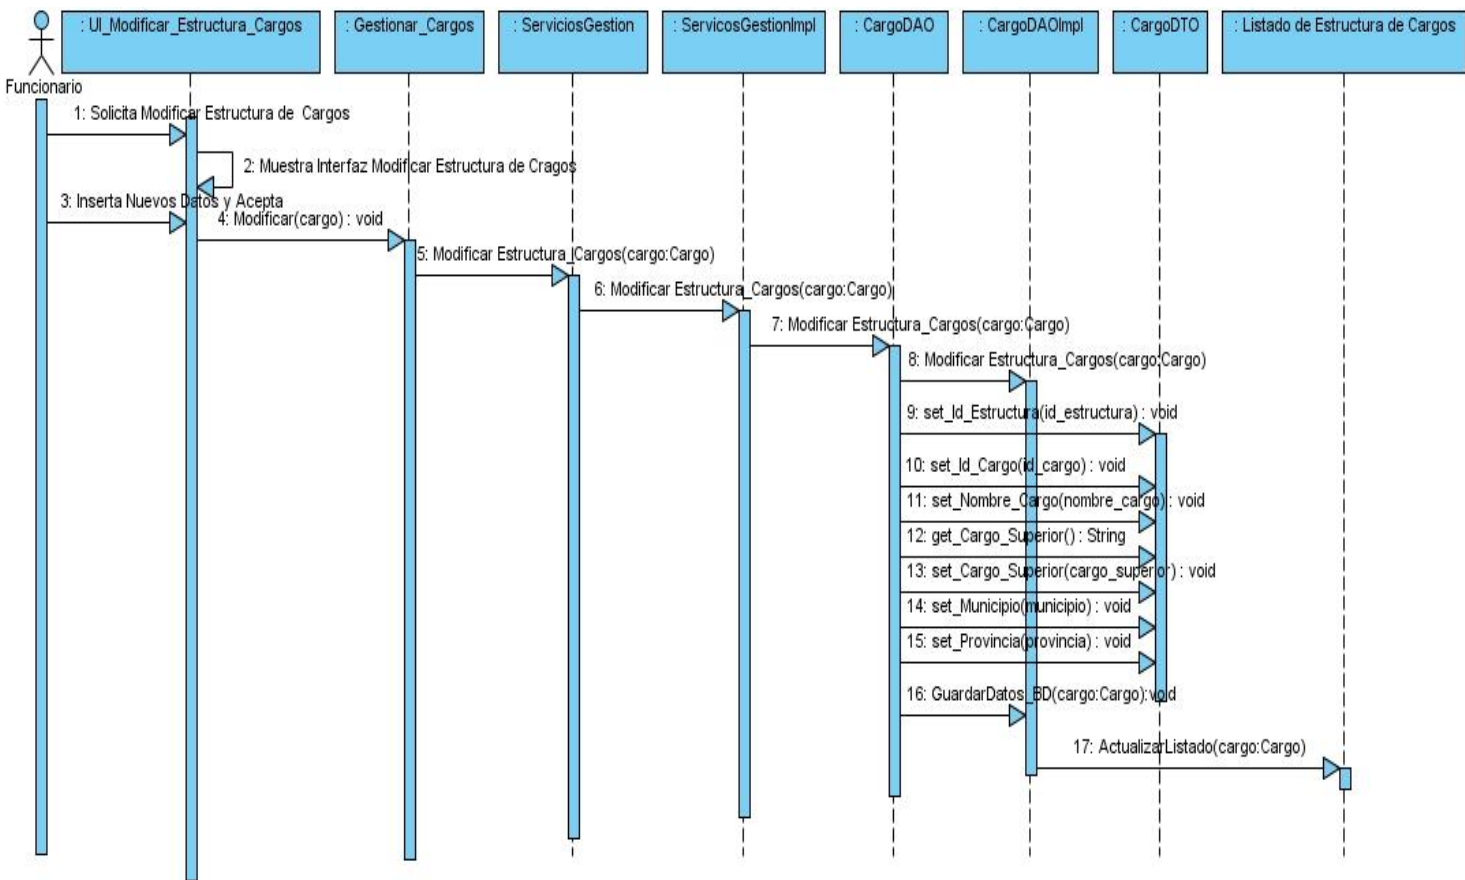 : UI_Modificar_Estructura_Cargos
: Gestionar_Cargos
: ServiciosGestion
: ServicosGestionImpl
: CargoDAO
: CargoDAOImpl
: CargoDTO
: Listado de Estructura de Cargos
Funcionario
1: Solicita Modificar Estructura de Cargos
2: Muestra Interfaz Modificar Estructura de Cragos
3: Inserta Nuevos Datos y Acepta
4: Modificar(cargo) : void
5: Modificar Estructura_Cargos(cargo:Cargo)
6: Modificar Estructura_Cargos(cargo:Cargo)
7: Modificar Estructura_Cargos(cargo:Cargo)
8: Modificar Estructura_Cargos(cargo:Cargo)
9: set_Id_Estructura(id_estructura) : void
10: set_Id_Cargo(id_cargo) : void
11: set_Nombre_Cargo(nombre_cargo) : void
12: get_Cargo_Superior() : String
13: set_Cargo_Superior(cargo_superior) : void
14: set_Municipio(municipio) : void
15: set_Provincia(provincia) : void
16: GuardarDatos_BD(cargo:Cargo):void
17: ActualizarListado(cargo:Cargo)